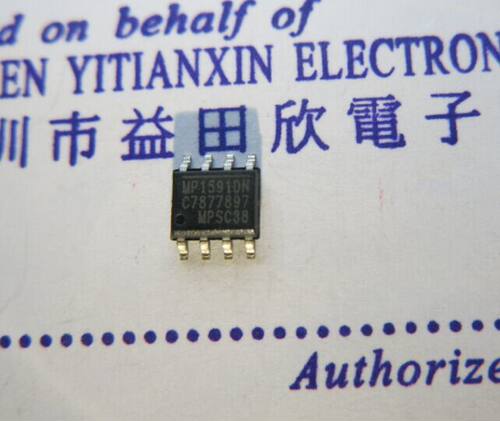 d on behalf of
EN YITIANXIN ELECTRON
圳市益田欣電子
MP1591DN
C7877897
MPSC38
Authorize